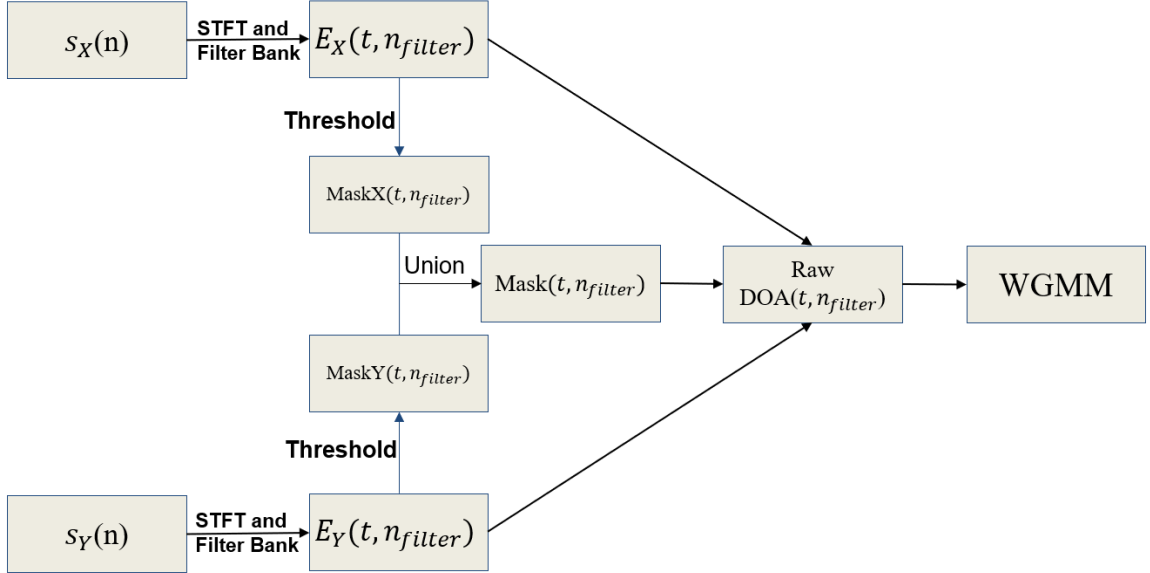 s_X(n)
STFT and
Filter Bank
E_X(t, n_filter)
Threshold
MaskX(t, n_filter)
Union
Mask(t, n_filter)
Raw
DOA(t, n_filter)
WGMM
MaskY(t, n_filter)
Threshold
s_Y(n)
STFT and
Filter Bank
E_Y(t, n_filter)